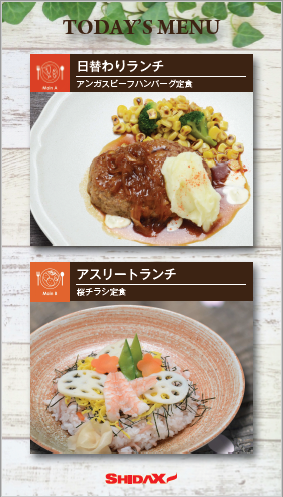 TODAY'S MENU
Main A
日替わりランチ
アンガスビーフハンバーグ定食
Main B
アスリートランチ
桜チラシ定食
SHIDAX